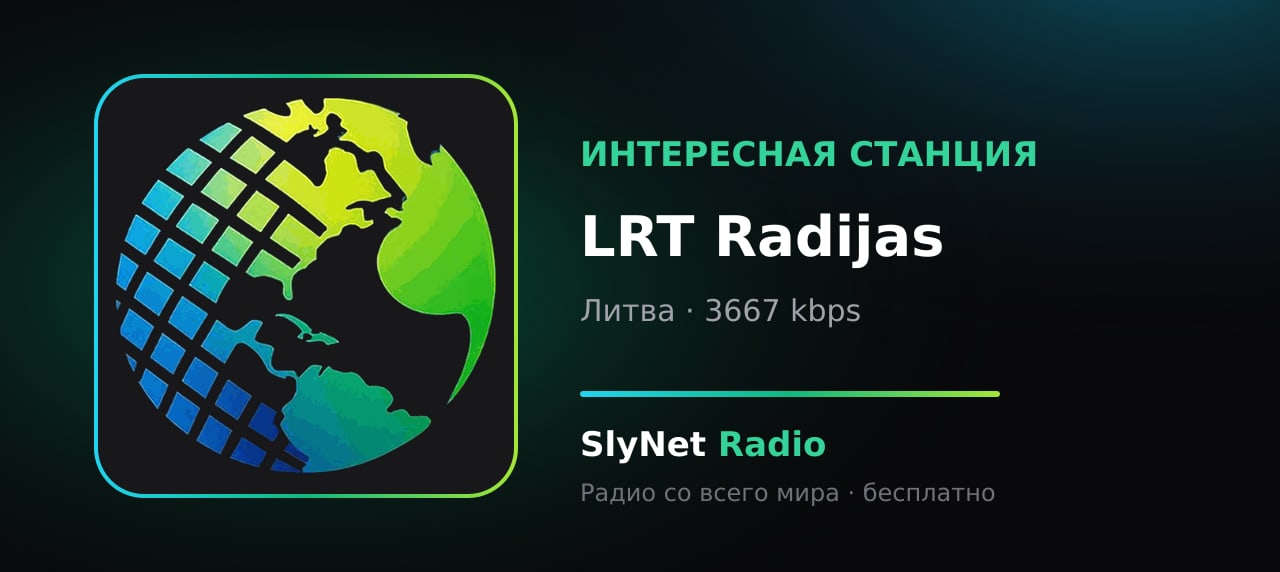 ИНТЕРЕСНАЯ СТАНЦИЯ
LRT Radijas
Литва · 3667 kbps
SlyNet Radio
Радио со всего мира · бесплатно